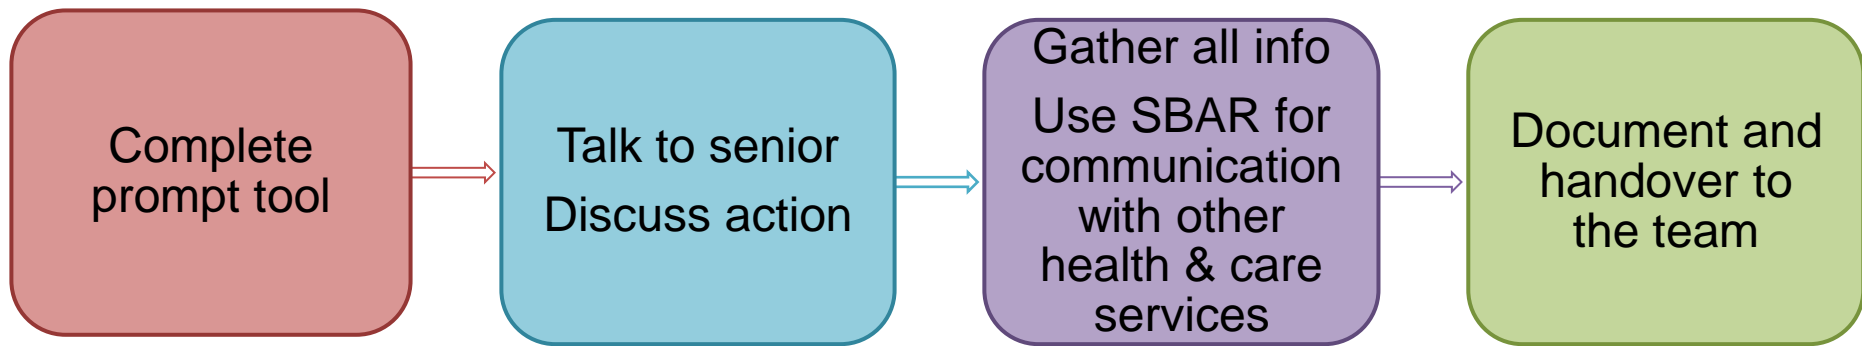 Complete
prompt tool
Talk to senior
Discuss action
Gather all info
Use SBAR for
communication
with other
health & care
services
Document and
handover to
the team